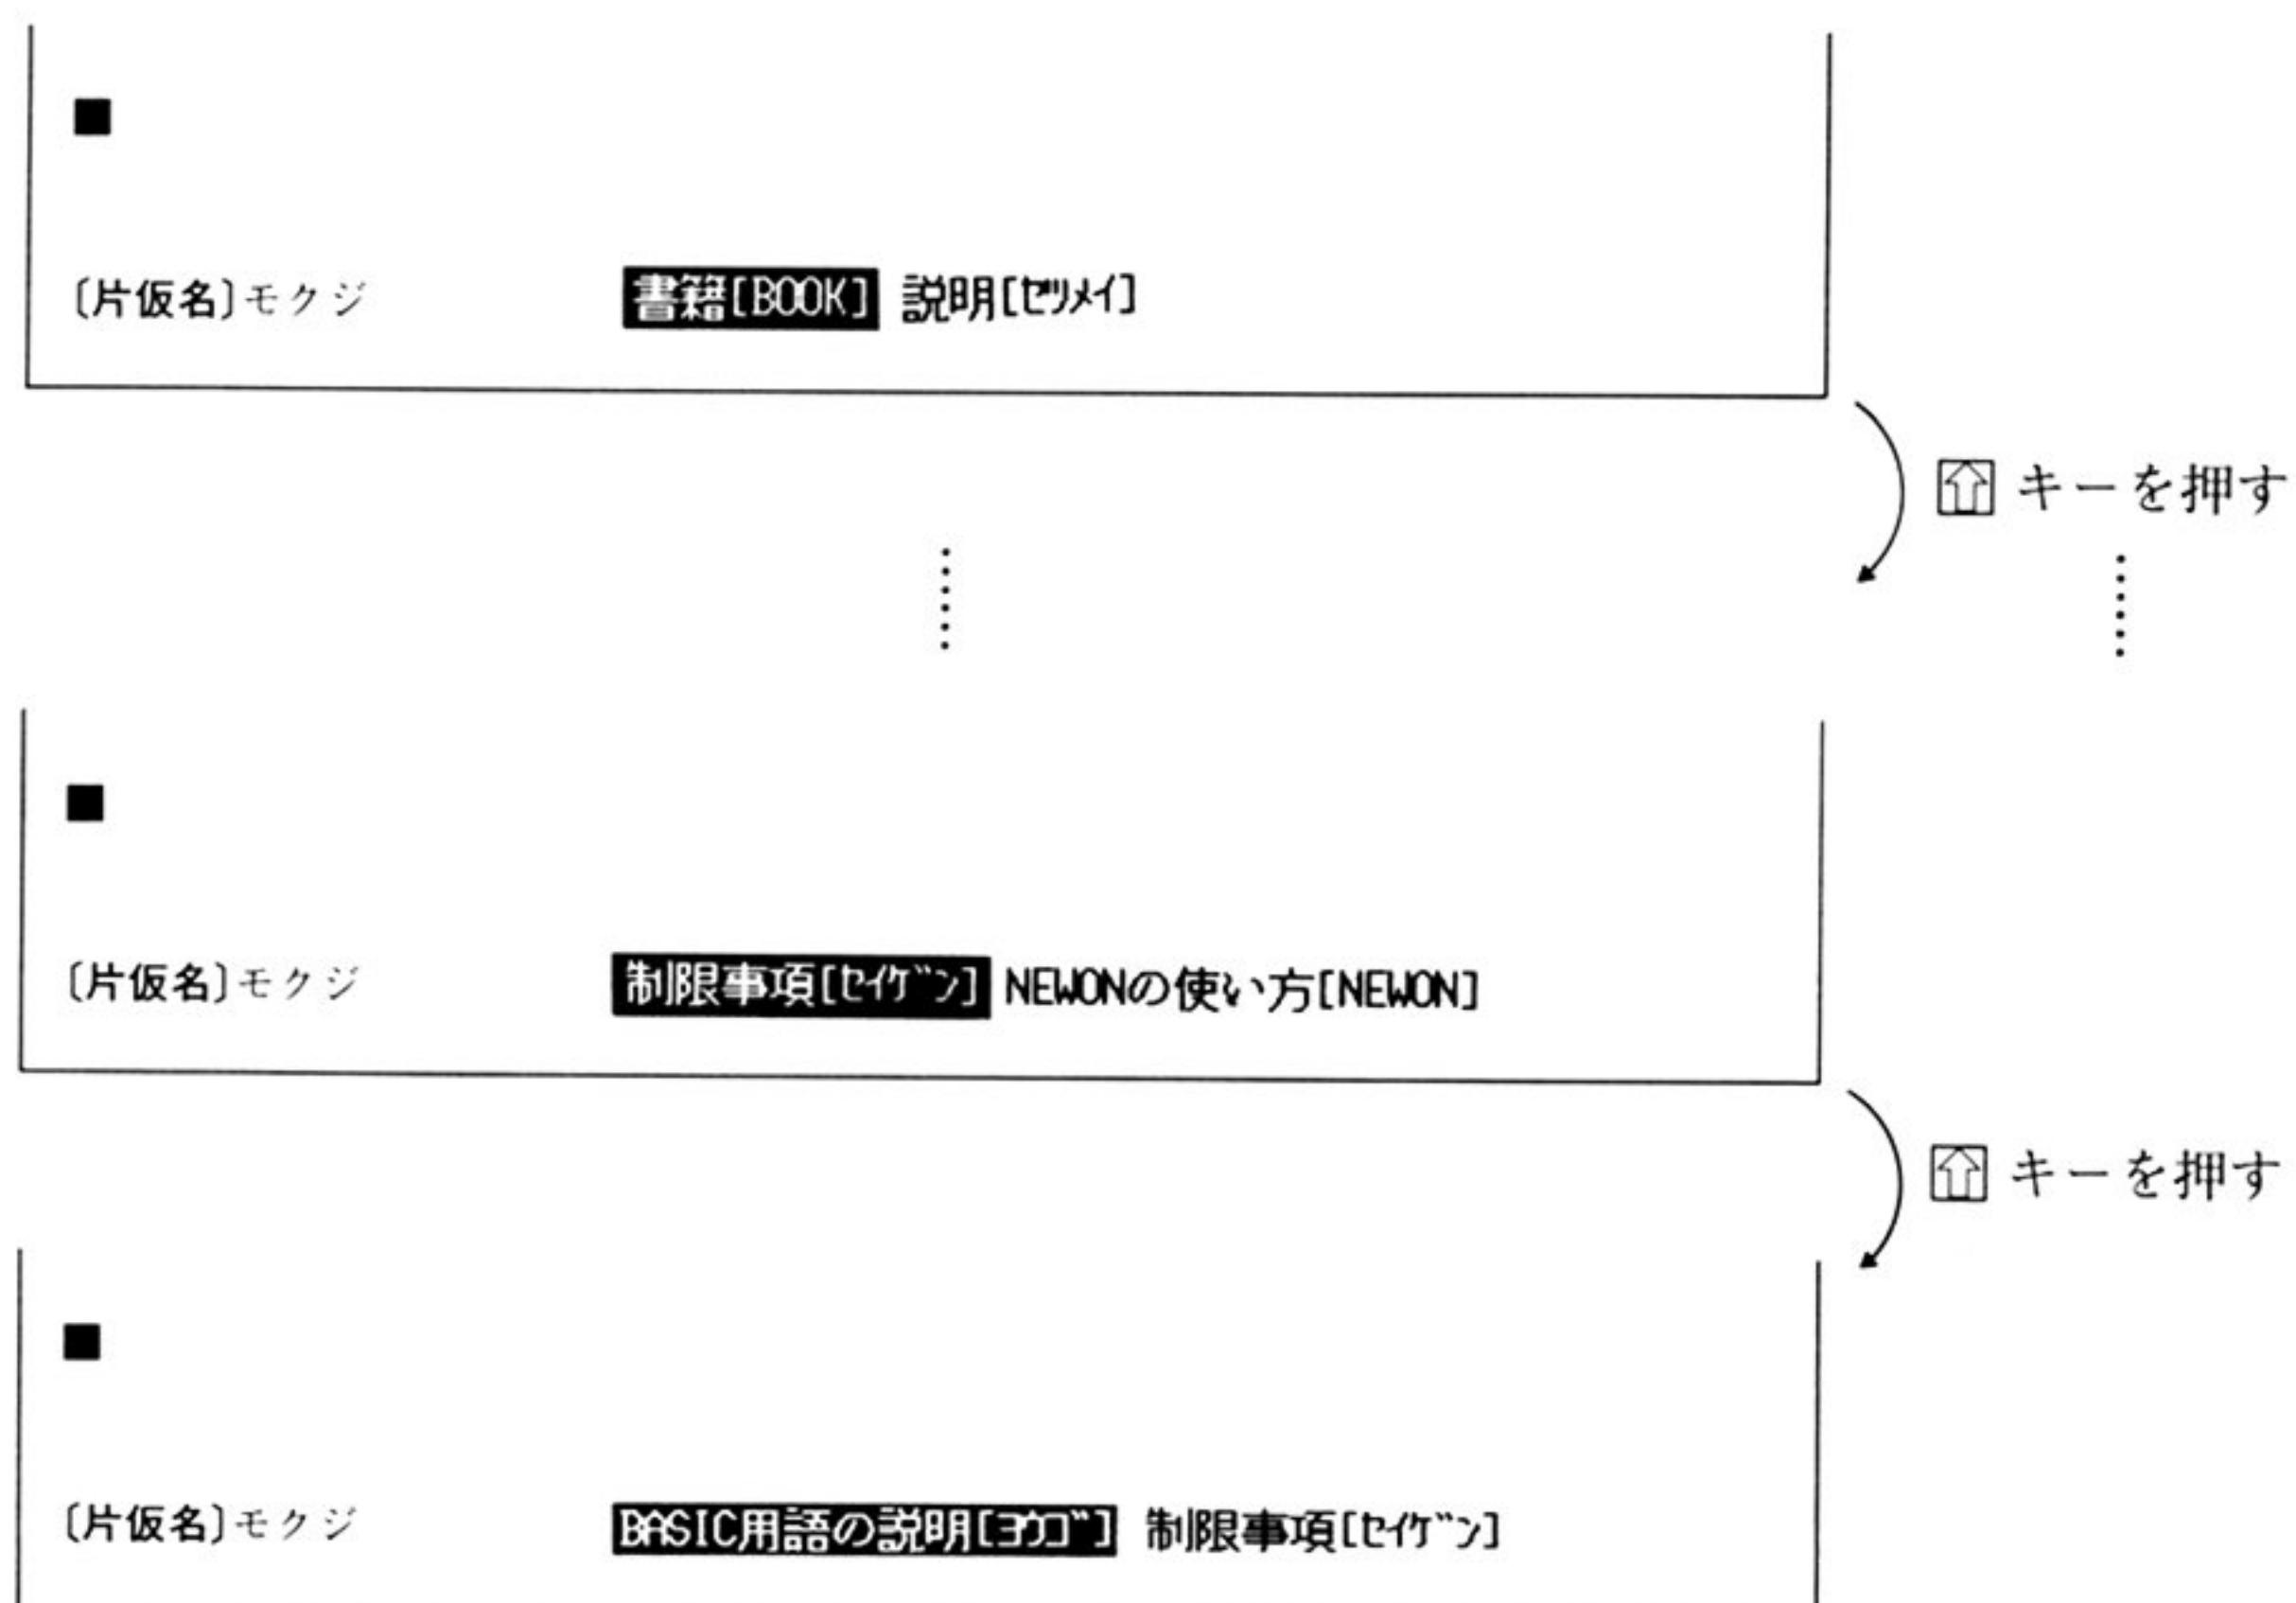 ■
〔片仮名〕モクジ 書籍[BOOK] 説明[ｾﾂﾒｲ]
⇧ キーを押す
■
〔片仮名〕モクジ 制限事項[ｾｲｹﾞﾝ] NEWONの使い方[NEWON]
⇧ キーを押す
■
〔片仮名〕モクジ BASIC用語の説明[ﾖｳｺﾞ] 制限事項[ｾｲｹﾞﾝ]